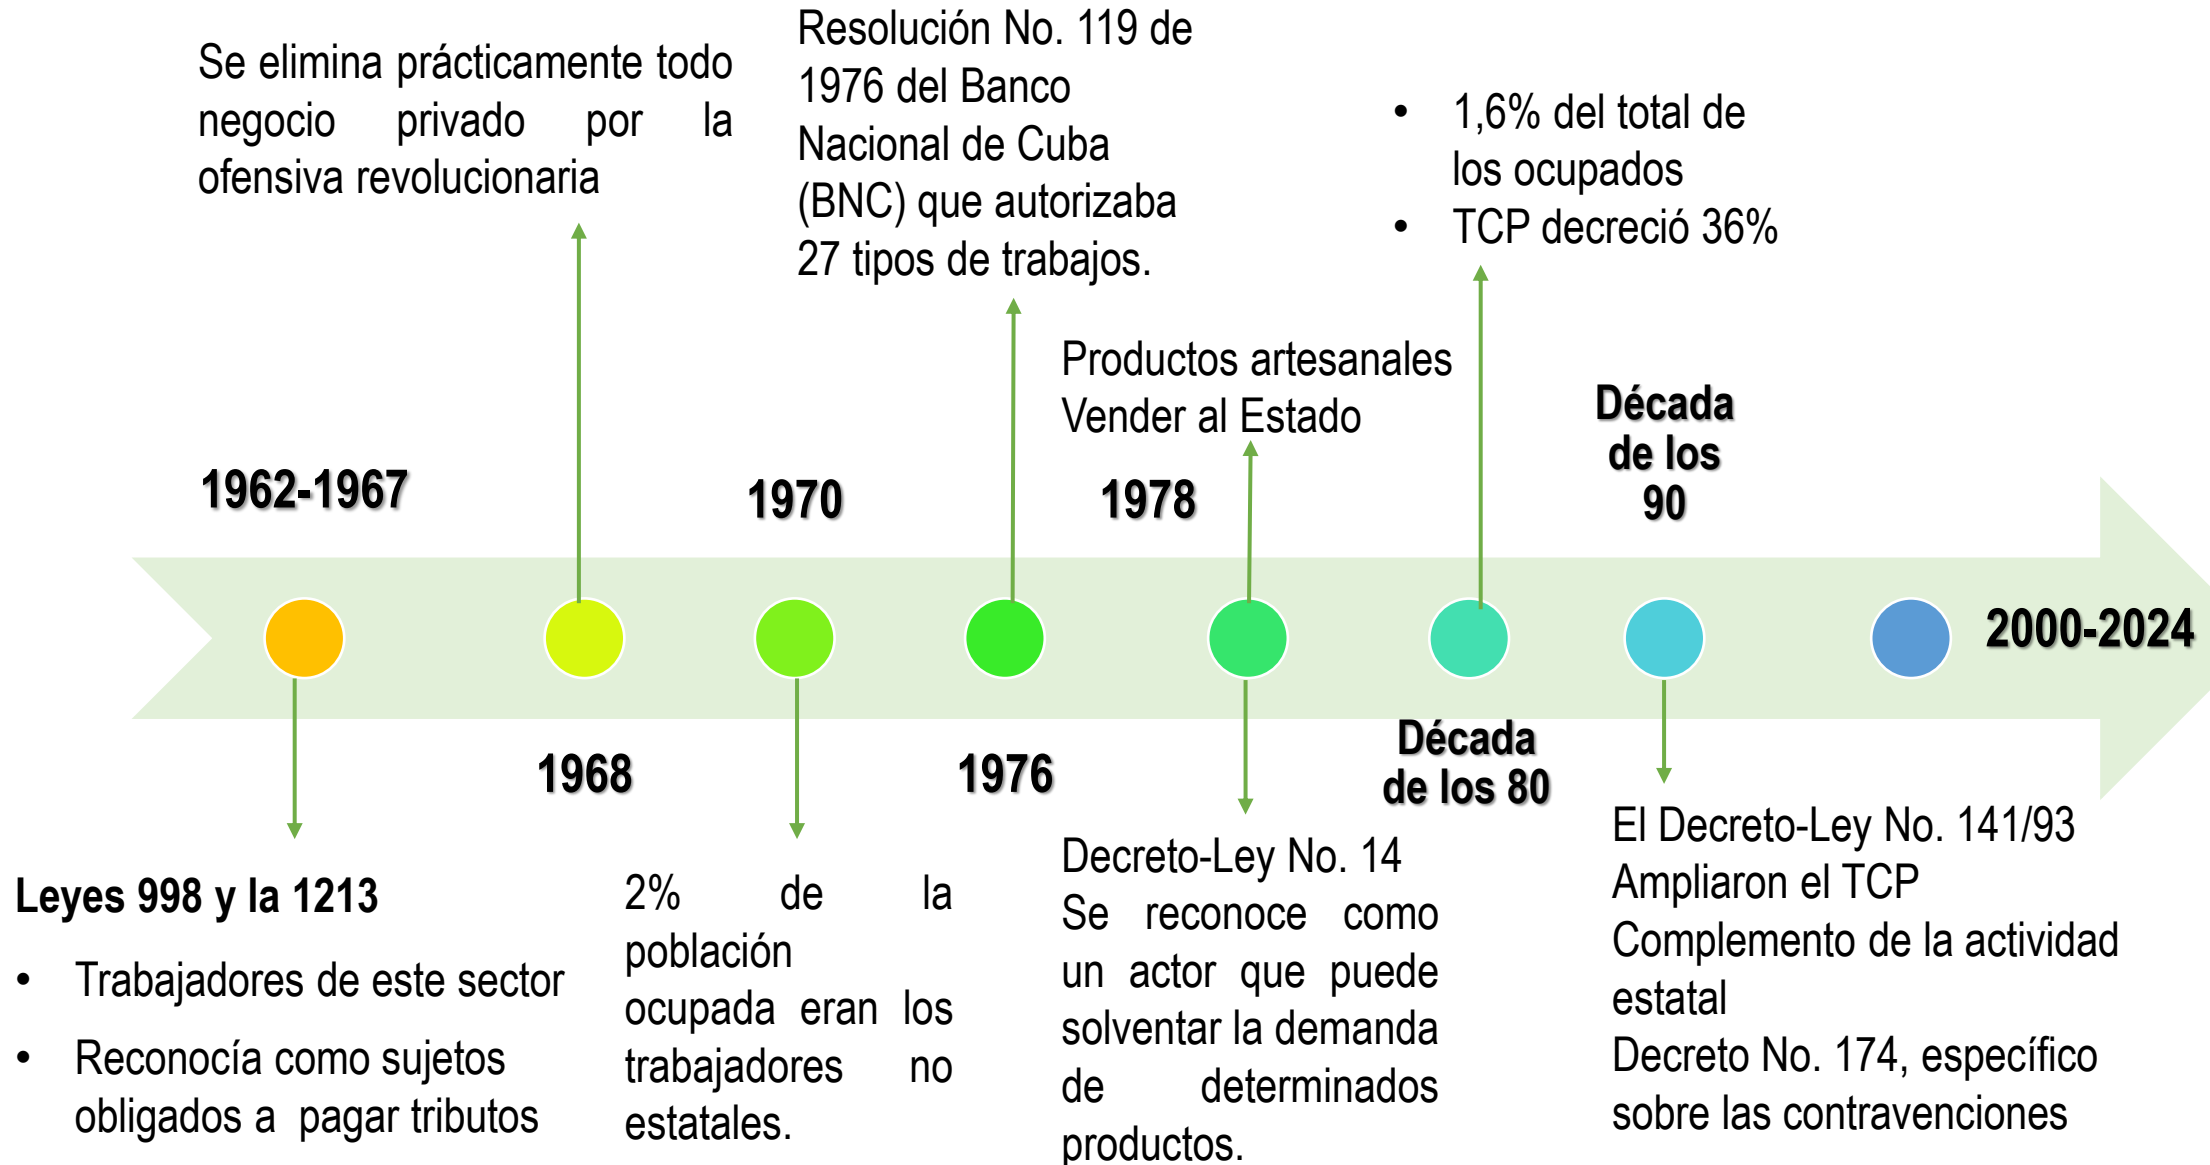 Se elimina prácticamente todo
negocio privado por la
ofensiva revolucionaria
Resolución No. 119 de
1976 del Banco
Nacional de Cuba
(BNC) que autorizaba
27 tipos de trabajos.
• 1,6% del total de
los ocupados
• TCP decreció 36%
Productos artesanales
Vender al Estado
Década
de los
90
1962-1967
1970
1978
2000-2024
1968
1976
Década
de los 80
Leyes 998 y la 1213
• Trabajadores de este sector
• Reconocía como sujetos
obligados a pagar tributos
2% de la
población
ocupada eran los
trabajadores no
estatales.
Decreto-Ley No. 14
Se reconoce como
un actor que puede
solventar la demanda
de determinados
productos.
El Decreto-Ley No. 141/93
Ampliaron el TCP
Complemento de la actividad
estatal
Decreto No. 174, específico
sobre las contravenciones